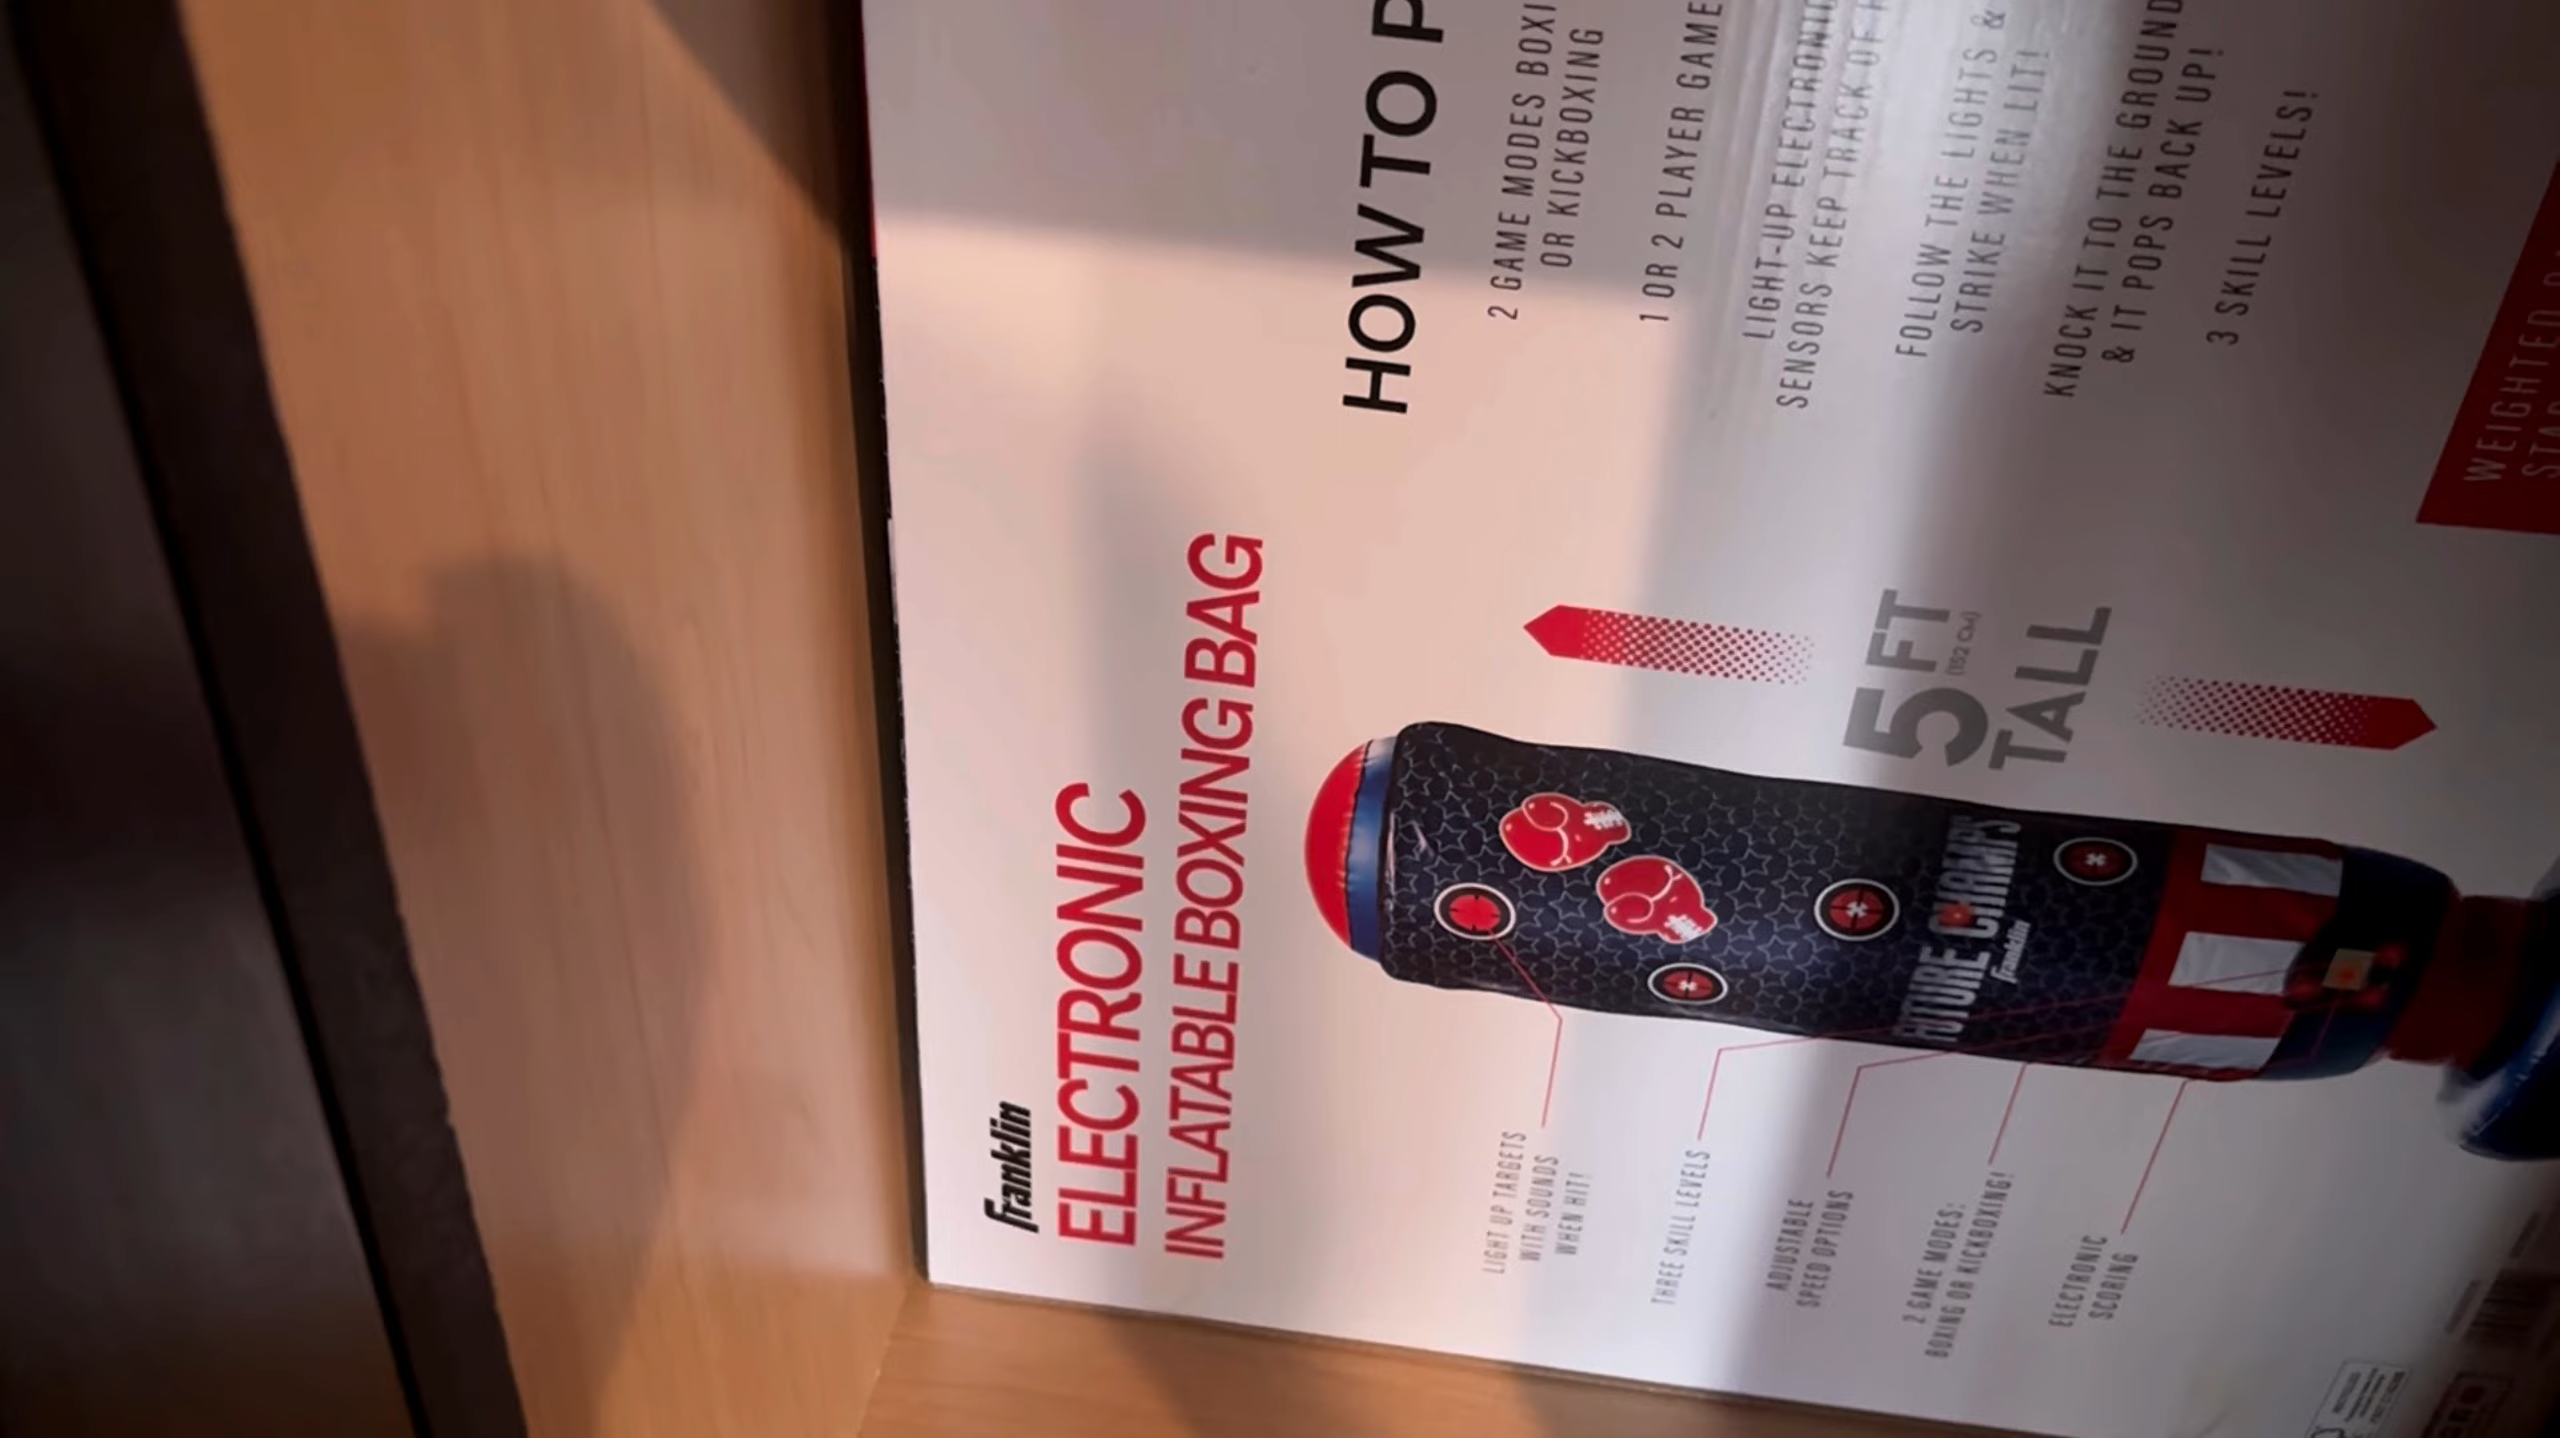 franklin
ELECTRONIC
INFLATABLE BOXING BAG
LIGHT UP TARGETS
WITH SOUNDS
WHEN HIT!
THREE SKILL LEVELS
ADJUSTABLE
SPEED OPTIONS
2 GAME MODES:
BOXING OR KICKBOXING!
ELECTRONIC
SCORING
FUTURE CHAMPS
franklin
5 FT
(152 CM)
TALL
HOW TO P
2 GAME MODES BOXI
OR KICKBOXING
1 OR 2 PLAYER GAME
LIGHT-UP ELECTRONIC
SENSORS KEEP TRACK OF
FOLLOW THE LIGHTS &
STRIKE WHEN LIT!
KNOCK IT TO THE GROUND
& IT POPS BACK UP!
3 SKILL LEVELS!
WEIGHTED